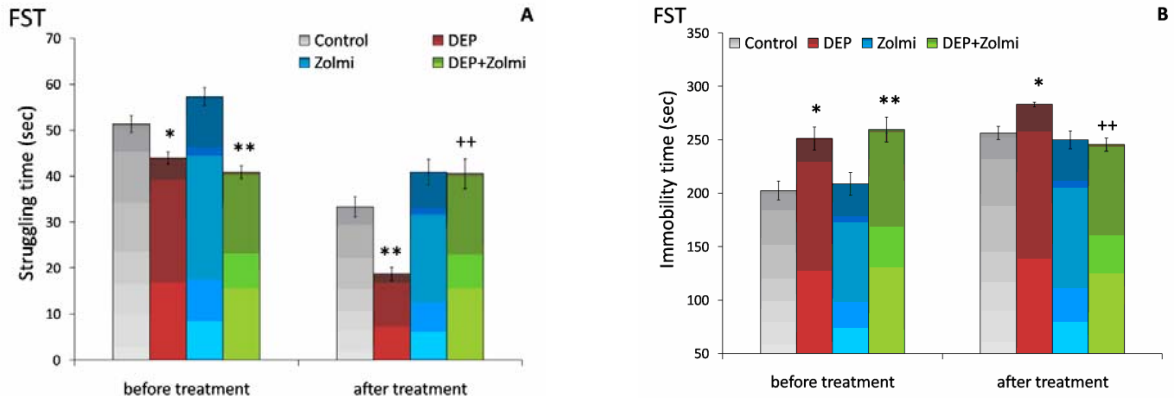 FST
A
Struggling time (sec)
70
60
50
40
30
20
10
0
Control
DEP
Zolmi
DEP+Zolmi
*
**
**
++
before treatment
after treatment
FST
B
Immobility time (sec)
350
300
250
200
150
100
50
Control DEP Zolmi DEP+Zolmi
*
**
*
++
before treatment
after treatment